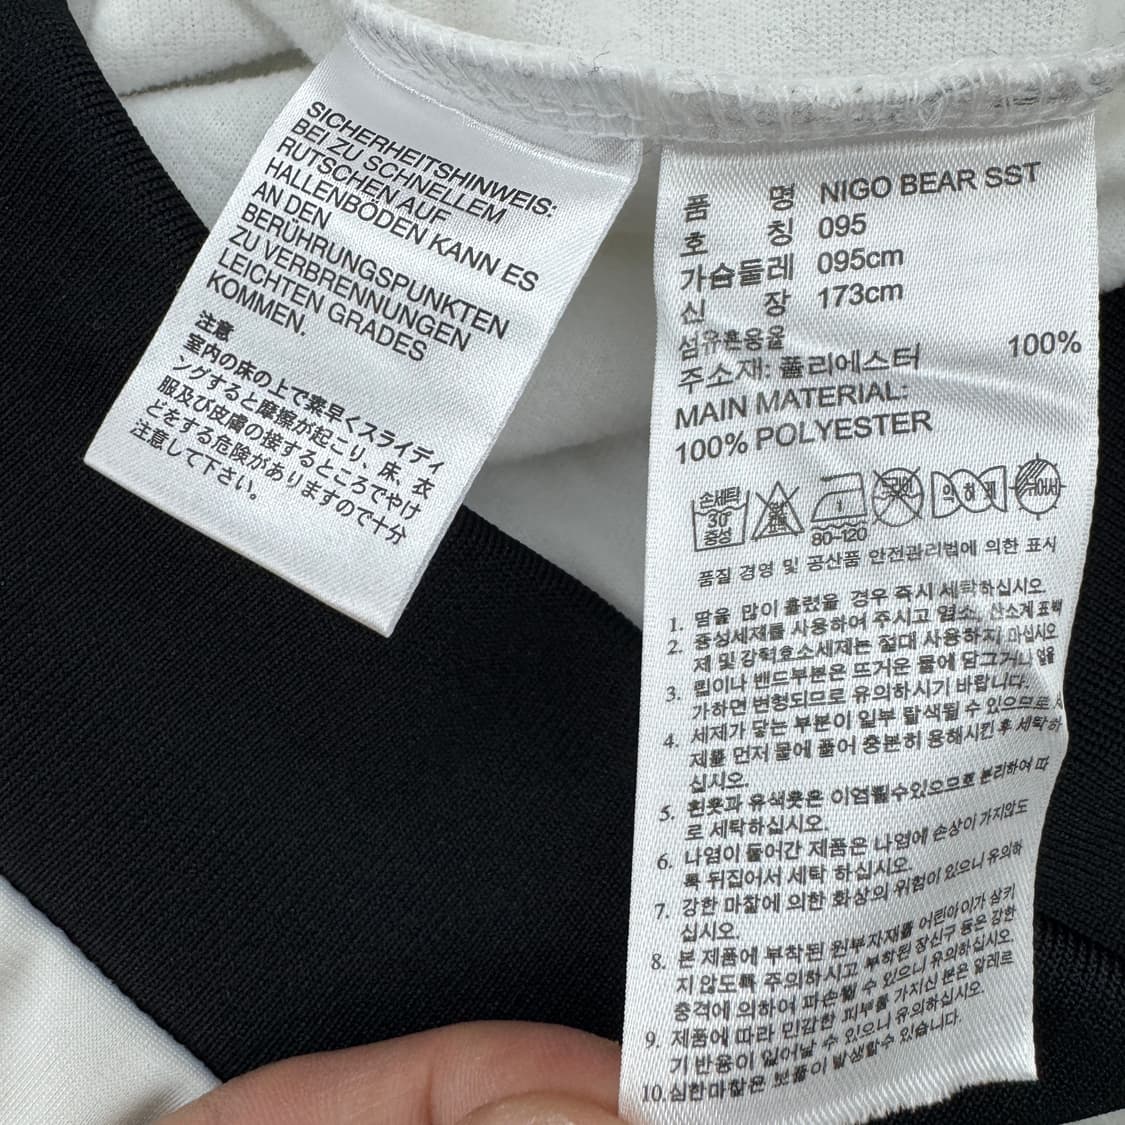 SICHERHEITSHINWEIS:
BEI ZU SCHNELLEM
RUTSCHEN AUF
HALLENBÖDEN KANN ES
AN DEN
BERÜHRUNGSPUNKTEN
ZU VERBRENNUNGEN
LEICHTEN GRADES
KOMMEN.
注意
室内の床の上で素早くスライディ
ングすると摩擦が起こり、床、衣
服及び皮膚の接するところでやけ
どをする危険がありますので十分
注意して下さい。
품 명 NIGO BEAR SST
호 칭 095
가슴둘레 095cm
신 장 173cm
섬유혼용율
주소재: 폴리에스터 100%
MAIN MATERIAL:
100% POLYESTER
손세탁
30
중성
80-120
품질 경영 및 공산품 안전관리법에 의한 표시
1. 땀을 많이 흘렸을 경우 즉시 세탁하십시오.
2. 중성세제를 사용하여 주시고 염소, 산소계 표백
제 및 강력효소세제는 절대 사용하지 마십시오
3. 립이나 밴드부분은 뜨거운 물에 담그거나 열을
가하면 변형되므로 유의하시기 바랍니다.
4. 세제가 닿는 부분이 일부 탈색될 수 있으므로 세
제를 먼저 물에 풀어 충분히 용해시킨 후 세탁하
십시오.
5. 흰옷과 유색옷은 이염될수있으므로 분리하여 따
로 세탁하십시오.
6. 나염이 들어간 제품은 나염에 손상이 가지않도
록 뒤집어서 세탁 하십시오.
7. 강한 마찰에 의한 화상의 위험이 있으니 유의하
십시오.
8. 본 제품에 부착된 원부자재를 어린아이가 삼키
지 않도록 주의하시고 부착된 장신구 등은 강한
충격에 의하여 파손될 수 있으니 유의하십시오.
9. 제품에 따라 민감한 피부를 가지신 분은 알레르
기 반응이 일어날 수 있으니 유의하십시오.
10.심한마찰은 보풀이 발생할수 있습니다.